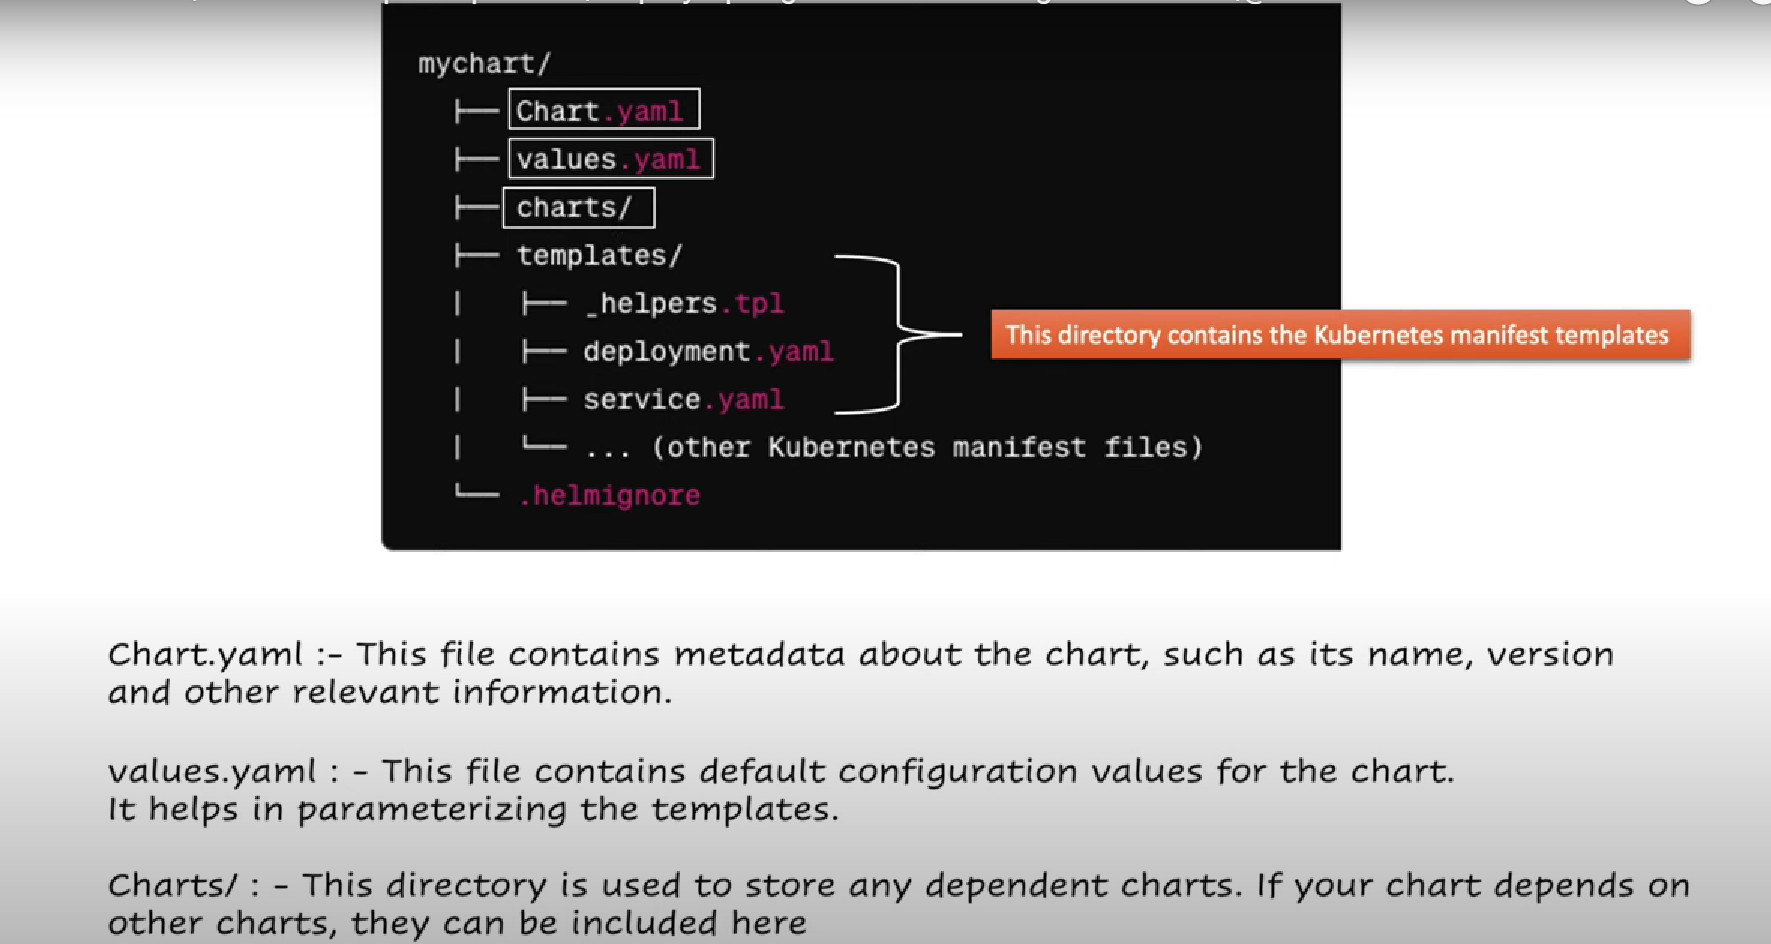 mychart/
├── Chart.yaml
├── values.yaml
├── charts/
├── templates/
|   ├── _helpers.tpl
|   ├── deployment.yaml
|   ├── service.yaml
|   └── ... (other Kubernetes manifest files)
└── .helmignore
This directory contains the Kubernetes manifest templates
Chart.yaml :- This file contains metadata about the chart, such as its name, version
and other relevant information.
values.yaml : - This file contains default configuration values for the chart.
It helps in parameterizing the templates.
Charts/ : - This directory is used to store any dependent charts. If your chart depends on
other charts, they can be included here